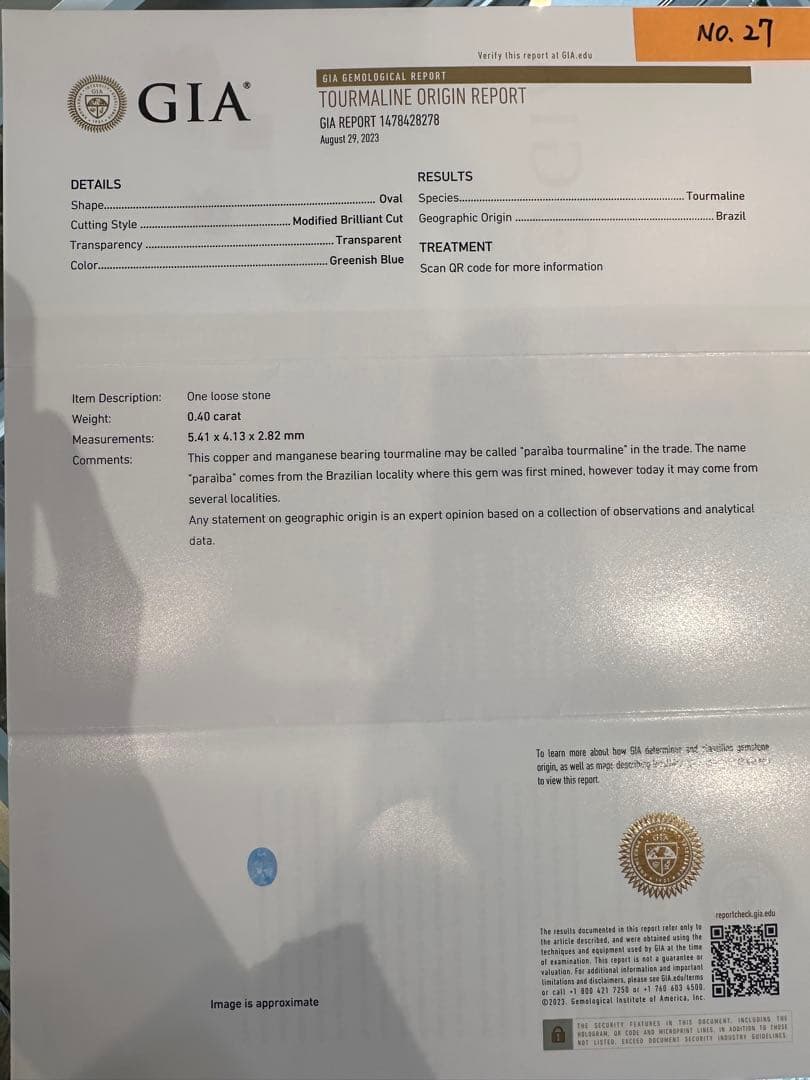 NO. 27
Verify this report at GIA.edu
GIA®
GIA GEMOLOGICAL REPORT
TOURMALINE ORIGIN REPORT
GIA REPORT 1478428278
August 29, 2023
DETAILS
Shape Oval
Cutting Style Modified Brilliant Cut
Transparency Transparent
Color Greenish Blue
RESULTS
Species Tourmaline
Geographic Origin Brazil
TREATMENT
Scan QR code for more information
Item Description: One loose stone
Weight: 0.40 carat
Measurements: 5.41 x 4.13 x 2.82 mm
Comments: This copper and manganese bearing tourmaline may be called "paraìba tourmaline" in the trade. The name
"paraìba" comes from the Brazilian locality where this gem was first mined, however today it may come from
several localities.
Any statement on geographic origin is an expert opinion based on a collection of observations and analytical
data.
To learn more about how GIA determines and classifies gemstone
origin, as well as maps describing
to view this report.
Image is approximate
reportcheck.gia.edu
The results documented in this report refer only to
the article described, and were obtained using the
techniques and equipment used by GIA at the time
of examination. This report is not a guarantee or
valuation. For additional information and important
limitations and disclaimers, please see GIA.edu/terms
or call +1 800 421 7250 or +1 760 603 4500.
©2023. Gemological Institute of America, Inc.
THE SECURITY FEATURES IN THIS DOCUMENT, INCLUDING THE
HOLOGRAM, QR CODE AND MICROPRINT LINES, IN ADDITION TO THOSE
NOT LISTED, EXCEED DOCUMENT SECURITY INDUSTRY GUIDELINES.